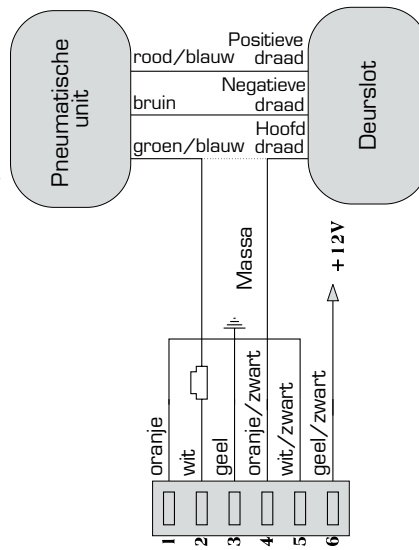 Pneumatische
unit
rood/blauw
bruin
groen/blauw
Positieve
draad
Negatieve
draad
Hoofd
draad
Deurslot
Massa
+12V
oranje
wit
geel
oranje/zwart
wit/zwart
geel/zwart
1
2
3
4
5
6